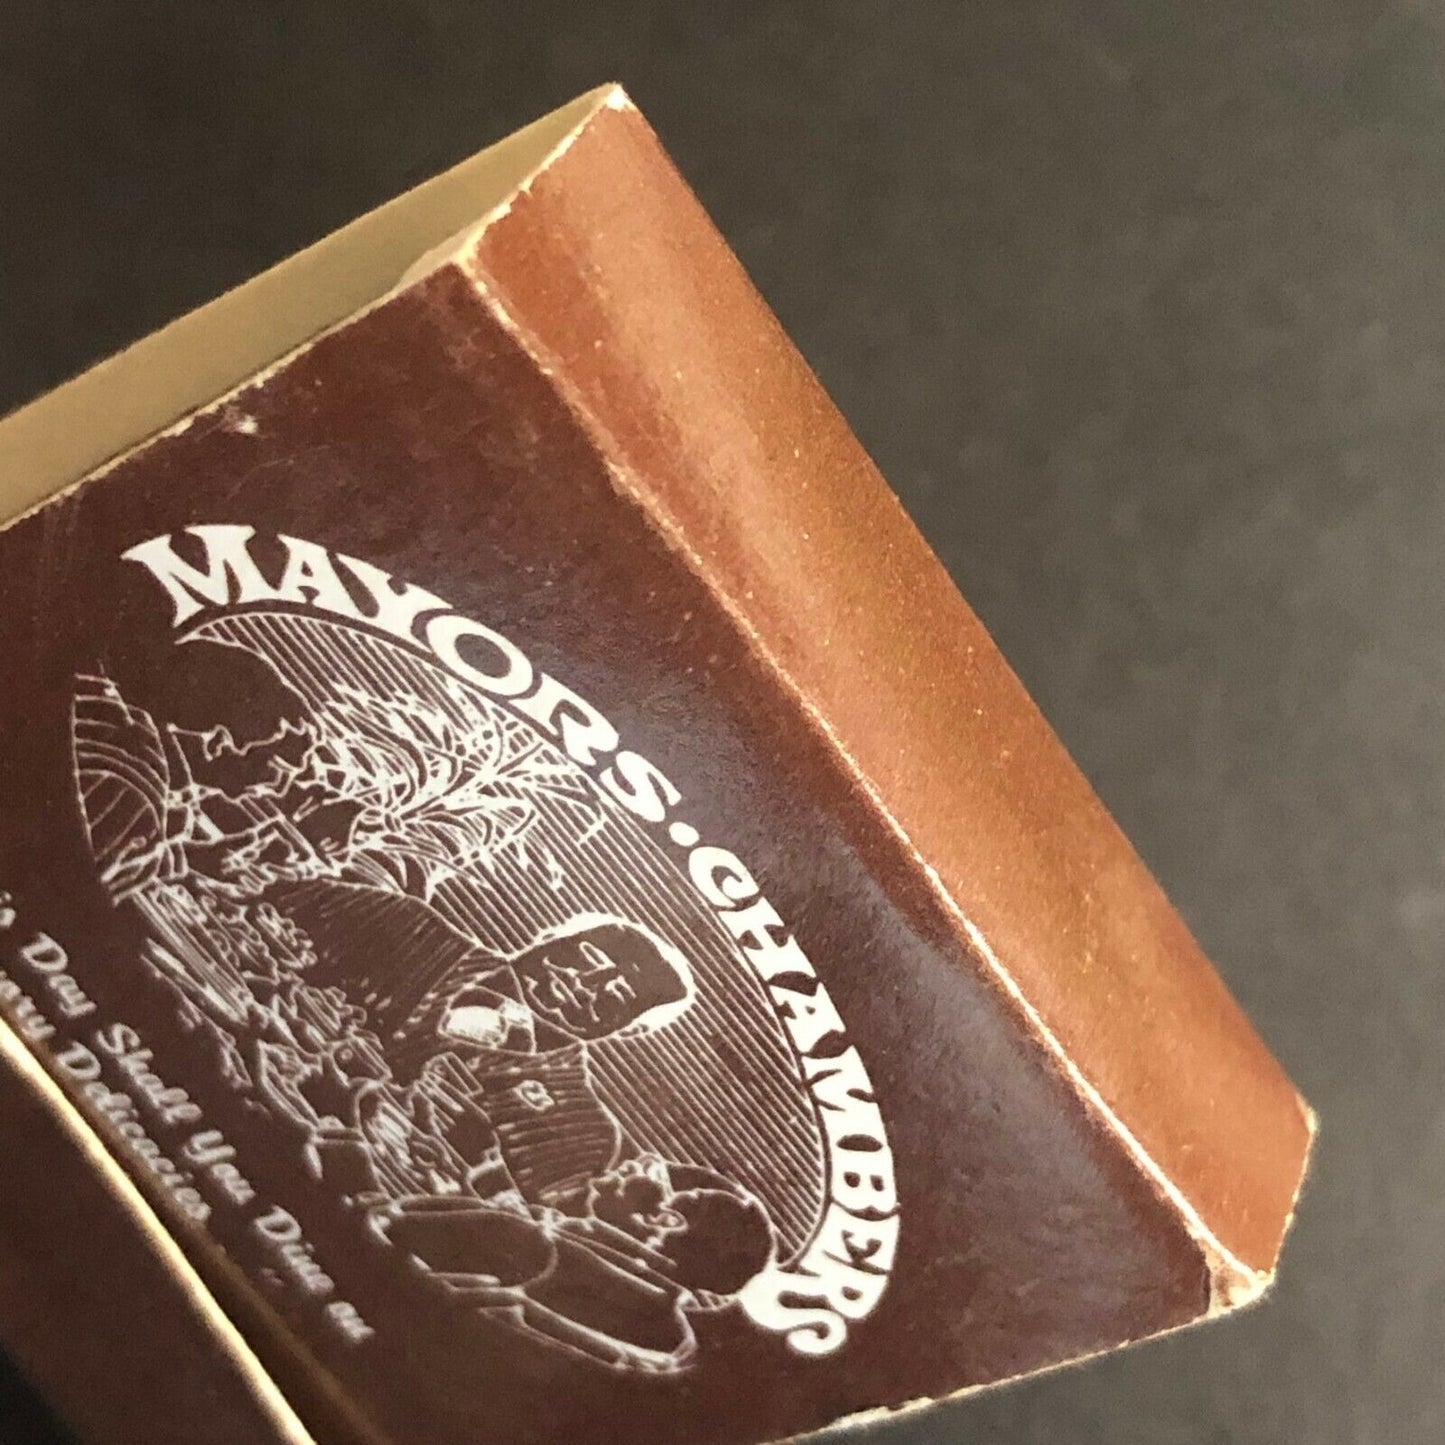 MAYORS·CHAMBERS
Day Shall You Dine on
Delicacies